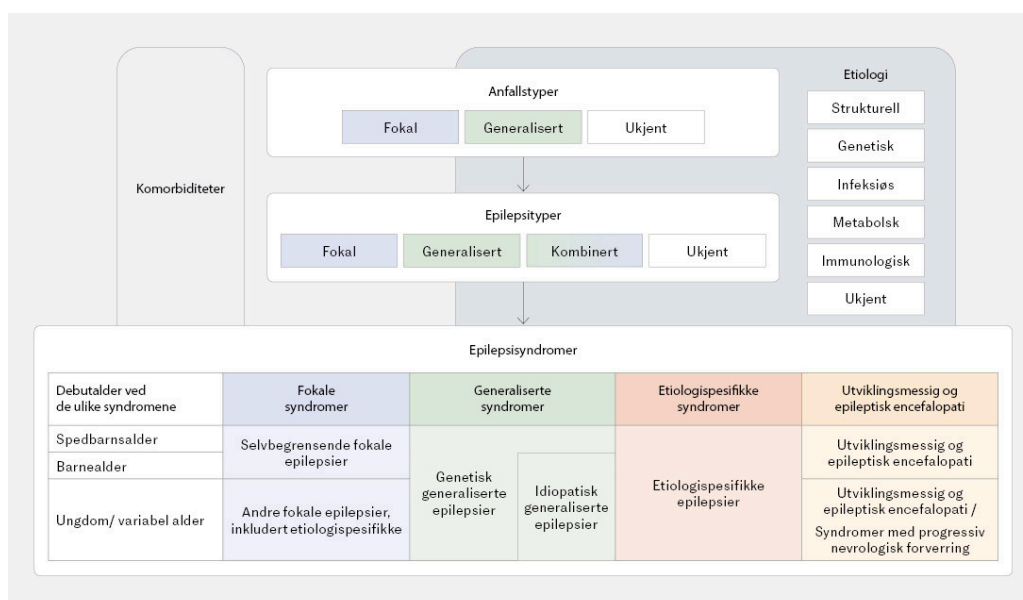 Komorbiditeter
Anfallstyper
Fokal
Generalisert
Ukjent
Epilepsityper
Fokal
Generalisert
Kombinert
Ukjent
Etiologi
Strukturell
Genetisk
Infeksiøs
Metabolsk
Immunologisk
Ukjent
Epilepsisyndromer
Debutalder ved
de ulike syndromene
Fokale
syndromer
Generaliserte
syndromer
Etiologispesifikke
syndromer
Utviklingsmessig og
epileptisk encefalopati
Spedbarnsalder
Barnealder
Ungdom/ variabel alder
Selvbegrensende fokale
epilepsier
Andre fokale epilepsier,
inkludert etiologispesifikke
Genetisk
generaliserte
epilepsier
Idiopatisk
generaliserte
epilepsier
Etiologispesifikke
epilepsier
Utviklingsmessig og
epileptisk encefalopati
Utviklingsmessig og
epileptisk encefalopati /
Syndromer med progressiv
nevrologisk forverring